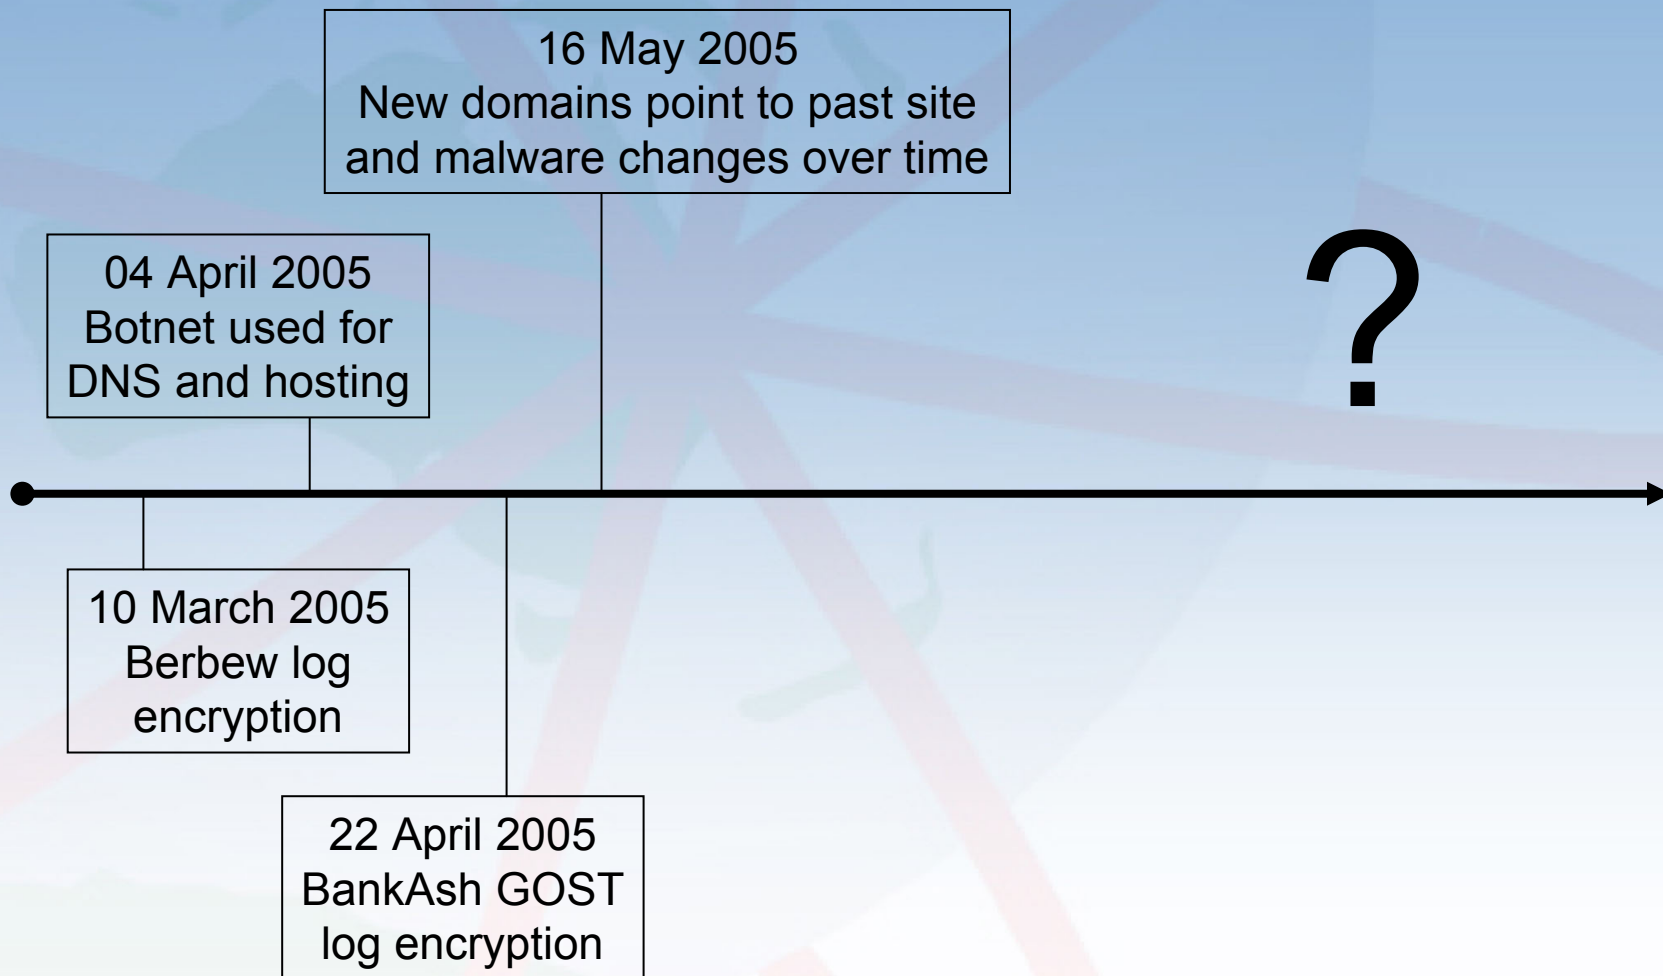 16 May 2005
New domains point to past site
and malware changes over time
04 April 2005
Botnet used for
DNS and hosting
?
10 March 2005
Berbew log
encryption
22 April 2005
BankAsh GOST
log encryption